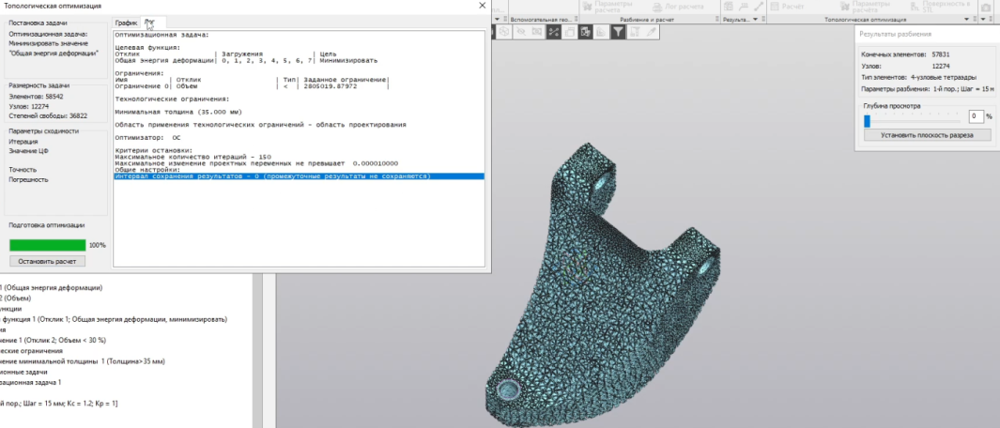 Топологическая оптимизация
Постановка задачи
Оптимизационная задача:
Минимизировать значение
"Общая энергия деформации"
Размерность задачи
Элементов: 58542
Узлов: 12274
Степеней свободы: 36822
Параметры сходимости
Итерация
Значение ЦФ
Точность
Погрешность
Подготовка оптимизации
100%
Остановить расчет
График
Лог
Оптимизационная задача:
Целевая функция:
Отклик | Загружения | Цель
Общая энергия деформации| 0, 1, 2, 3, 4, 5, 6, 7| Минимизировать
Ограничения:
Имя | Отклик | Тип| Заданное ограничение|
Ограничение 0| Объем | < | 2805019.87972 |
Технологические ограничения:
Минимальная толщина (35.000 мм)
Область применения технологических ограничений - область проектирования
Оптимизатор: ОС
Критерии остановки:
Максимальное количество итераций - 150
Максимальное изменение проектных переменных не превышает 0.000010000
Общие настройки:
Интервал сохранения результатов - 0 (промежуточные результаты не сохраняются)
1 (Общая энергия деформации)
2 (Объем)
ункции
функция 1 (Отклик 1; Общая энергия деформации, минимизировать)
ия
чение 1 (Отклик 2; Объем < 30 %)
еские ограничения
чение минимальной толщины 1 (Толщина>35 мм)
ионные задачи
зационная задача 1
й пор.; Шаг = 15 мм; Кс = 1.2; Кр = 1]
Параметры расчета
Лог расчета
Расчёт
Параметры расчёта
Поверхность в STL
Вспомогательная гео...
Разбиение и расчет
Результа...
Топологическая оптимизация
Результаты разбиения
Конечных элементов: 57831
Узлов: 12274
Тип элементов: 4-узловые тетраэдры
Параметры разбиения: 1-й пор.; Шаг = 15 м
Глубина просмотра
0 %
Установить плоскость разреза